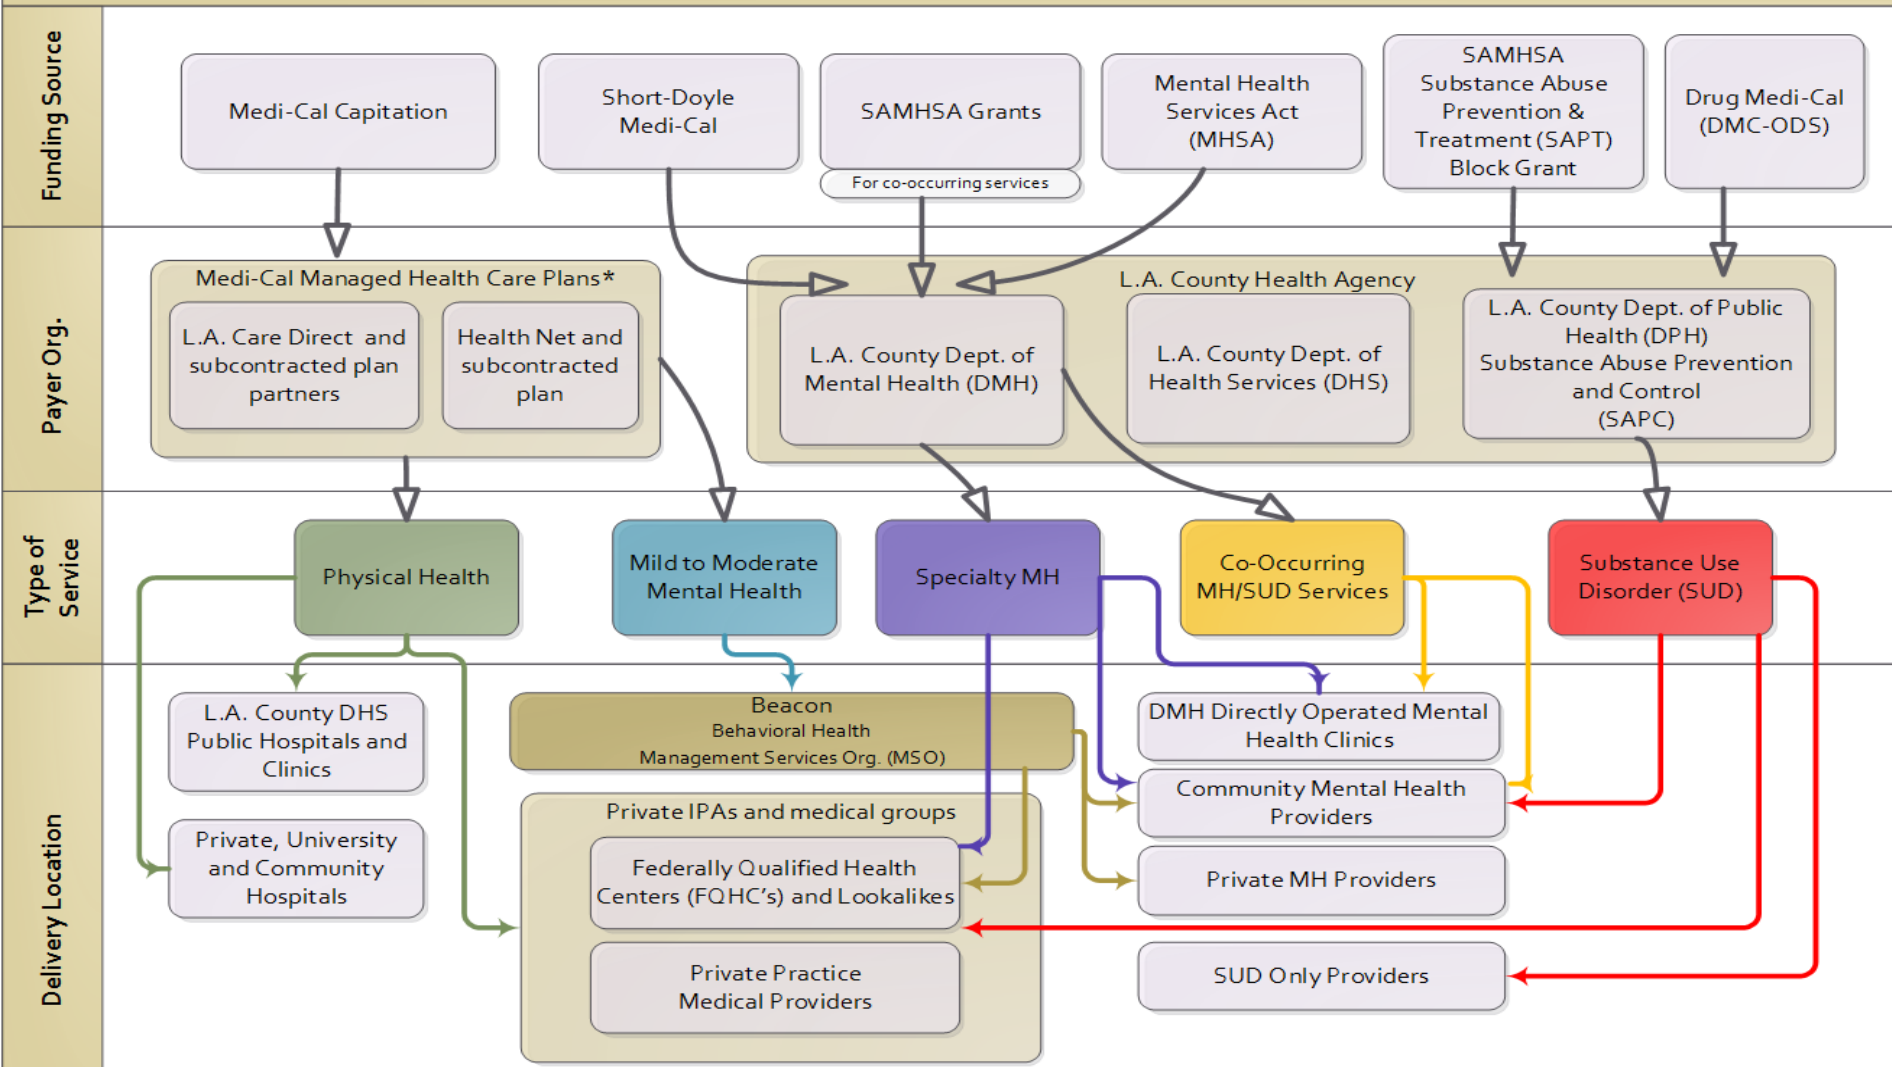 Funding Source
Medi-Cal Capitation
Short-Doyle
Medi-Cal
SAMHSA Grants
For co-occurring services
Mental Health
Services Act
(MHSA)
SAMHSA
Substance Abuse
Prevention &
Treatment (SAPT)
Block Grant
Drug Medi-Cal
(DMC-ODS)
Payer Org.
Medi-Cal Managed Health Care Plans*
L.A. Care Direct and
subcontracted plan
partners
Health Net and
subcontracted
plan
L.A. County Health Agency
L.A. County Dept. of
Mental Health (DMH)
L.A. County Dept. of
Health Services (DHS)
L.A. County Dept. of Public
Health (DPH)
Substance Abuse Prevention
and Control
(SAPC)
Type of
Service
Physical Health
Mild to Moderate
Mental Health
Specialty MH
Co-Occurring
MH/SUD Services
Substance Use
Disorder (SUD)
Delivery Location
L.A. County DHS
Public Hospitals and
Clinics
Private, University
and Community
Hospitals
Beacon
Behavioral Health
Management Services Org. (MSO)
Private IPAs and medical groups
Federally Qualified Health
Centers (FQHC's) and Lookalikes
Private Practice
Medical Providers
DMH Directly Operated Mental
Health Clinics
Community Mental Health
Providers
Private MH Providers
SUD Only Providers